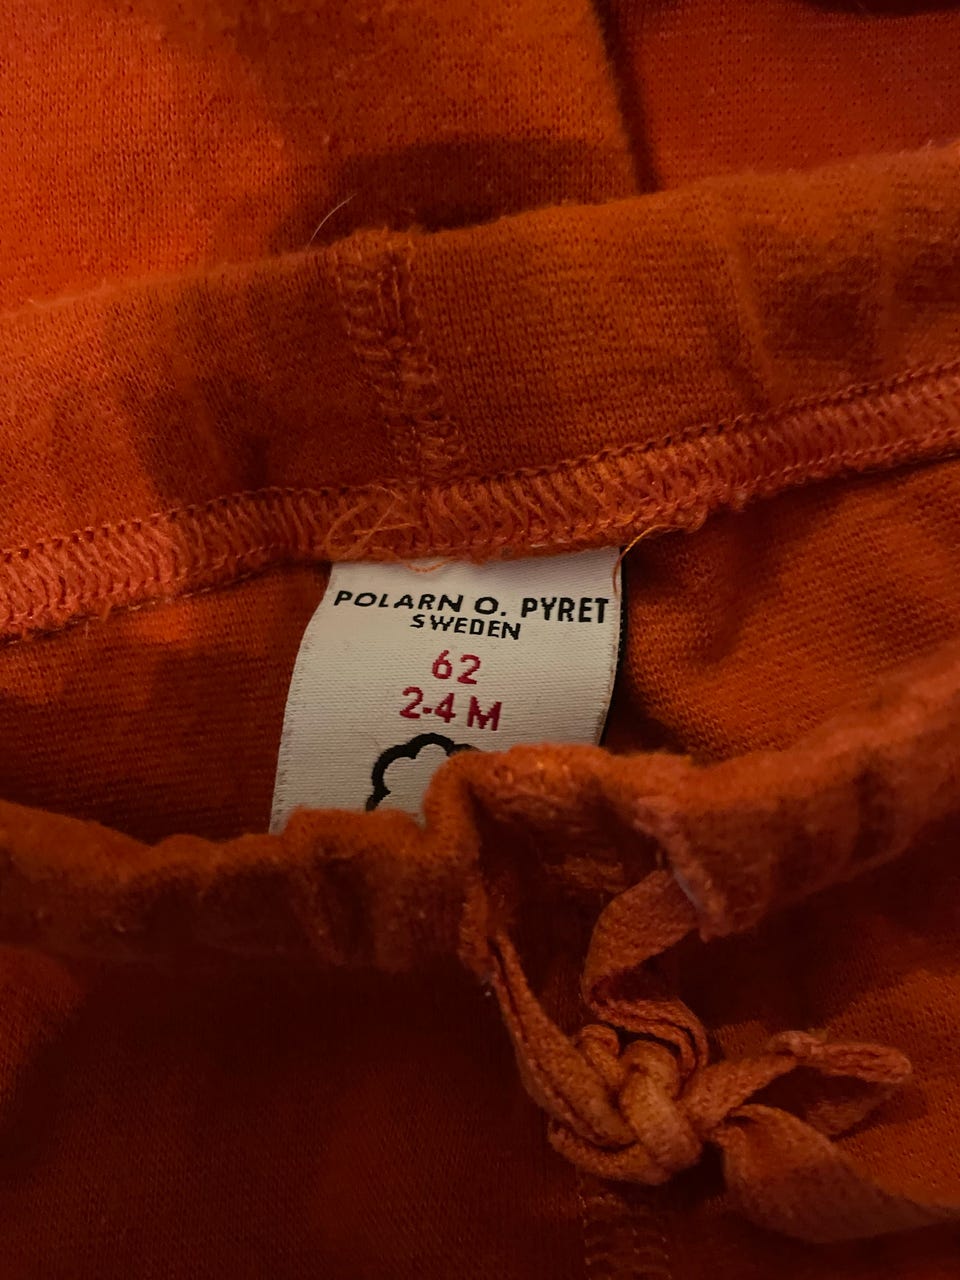 POLARN O. PYRET
SWEDEN
62
2-4 M